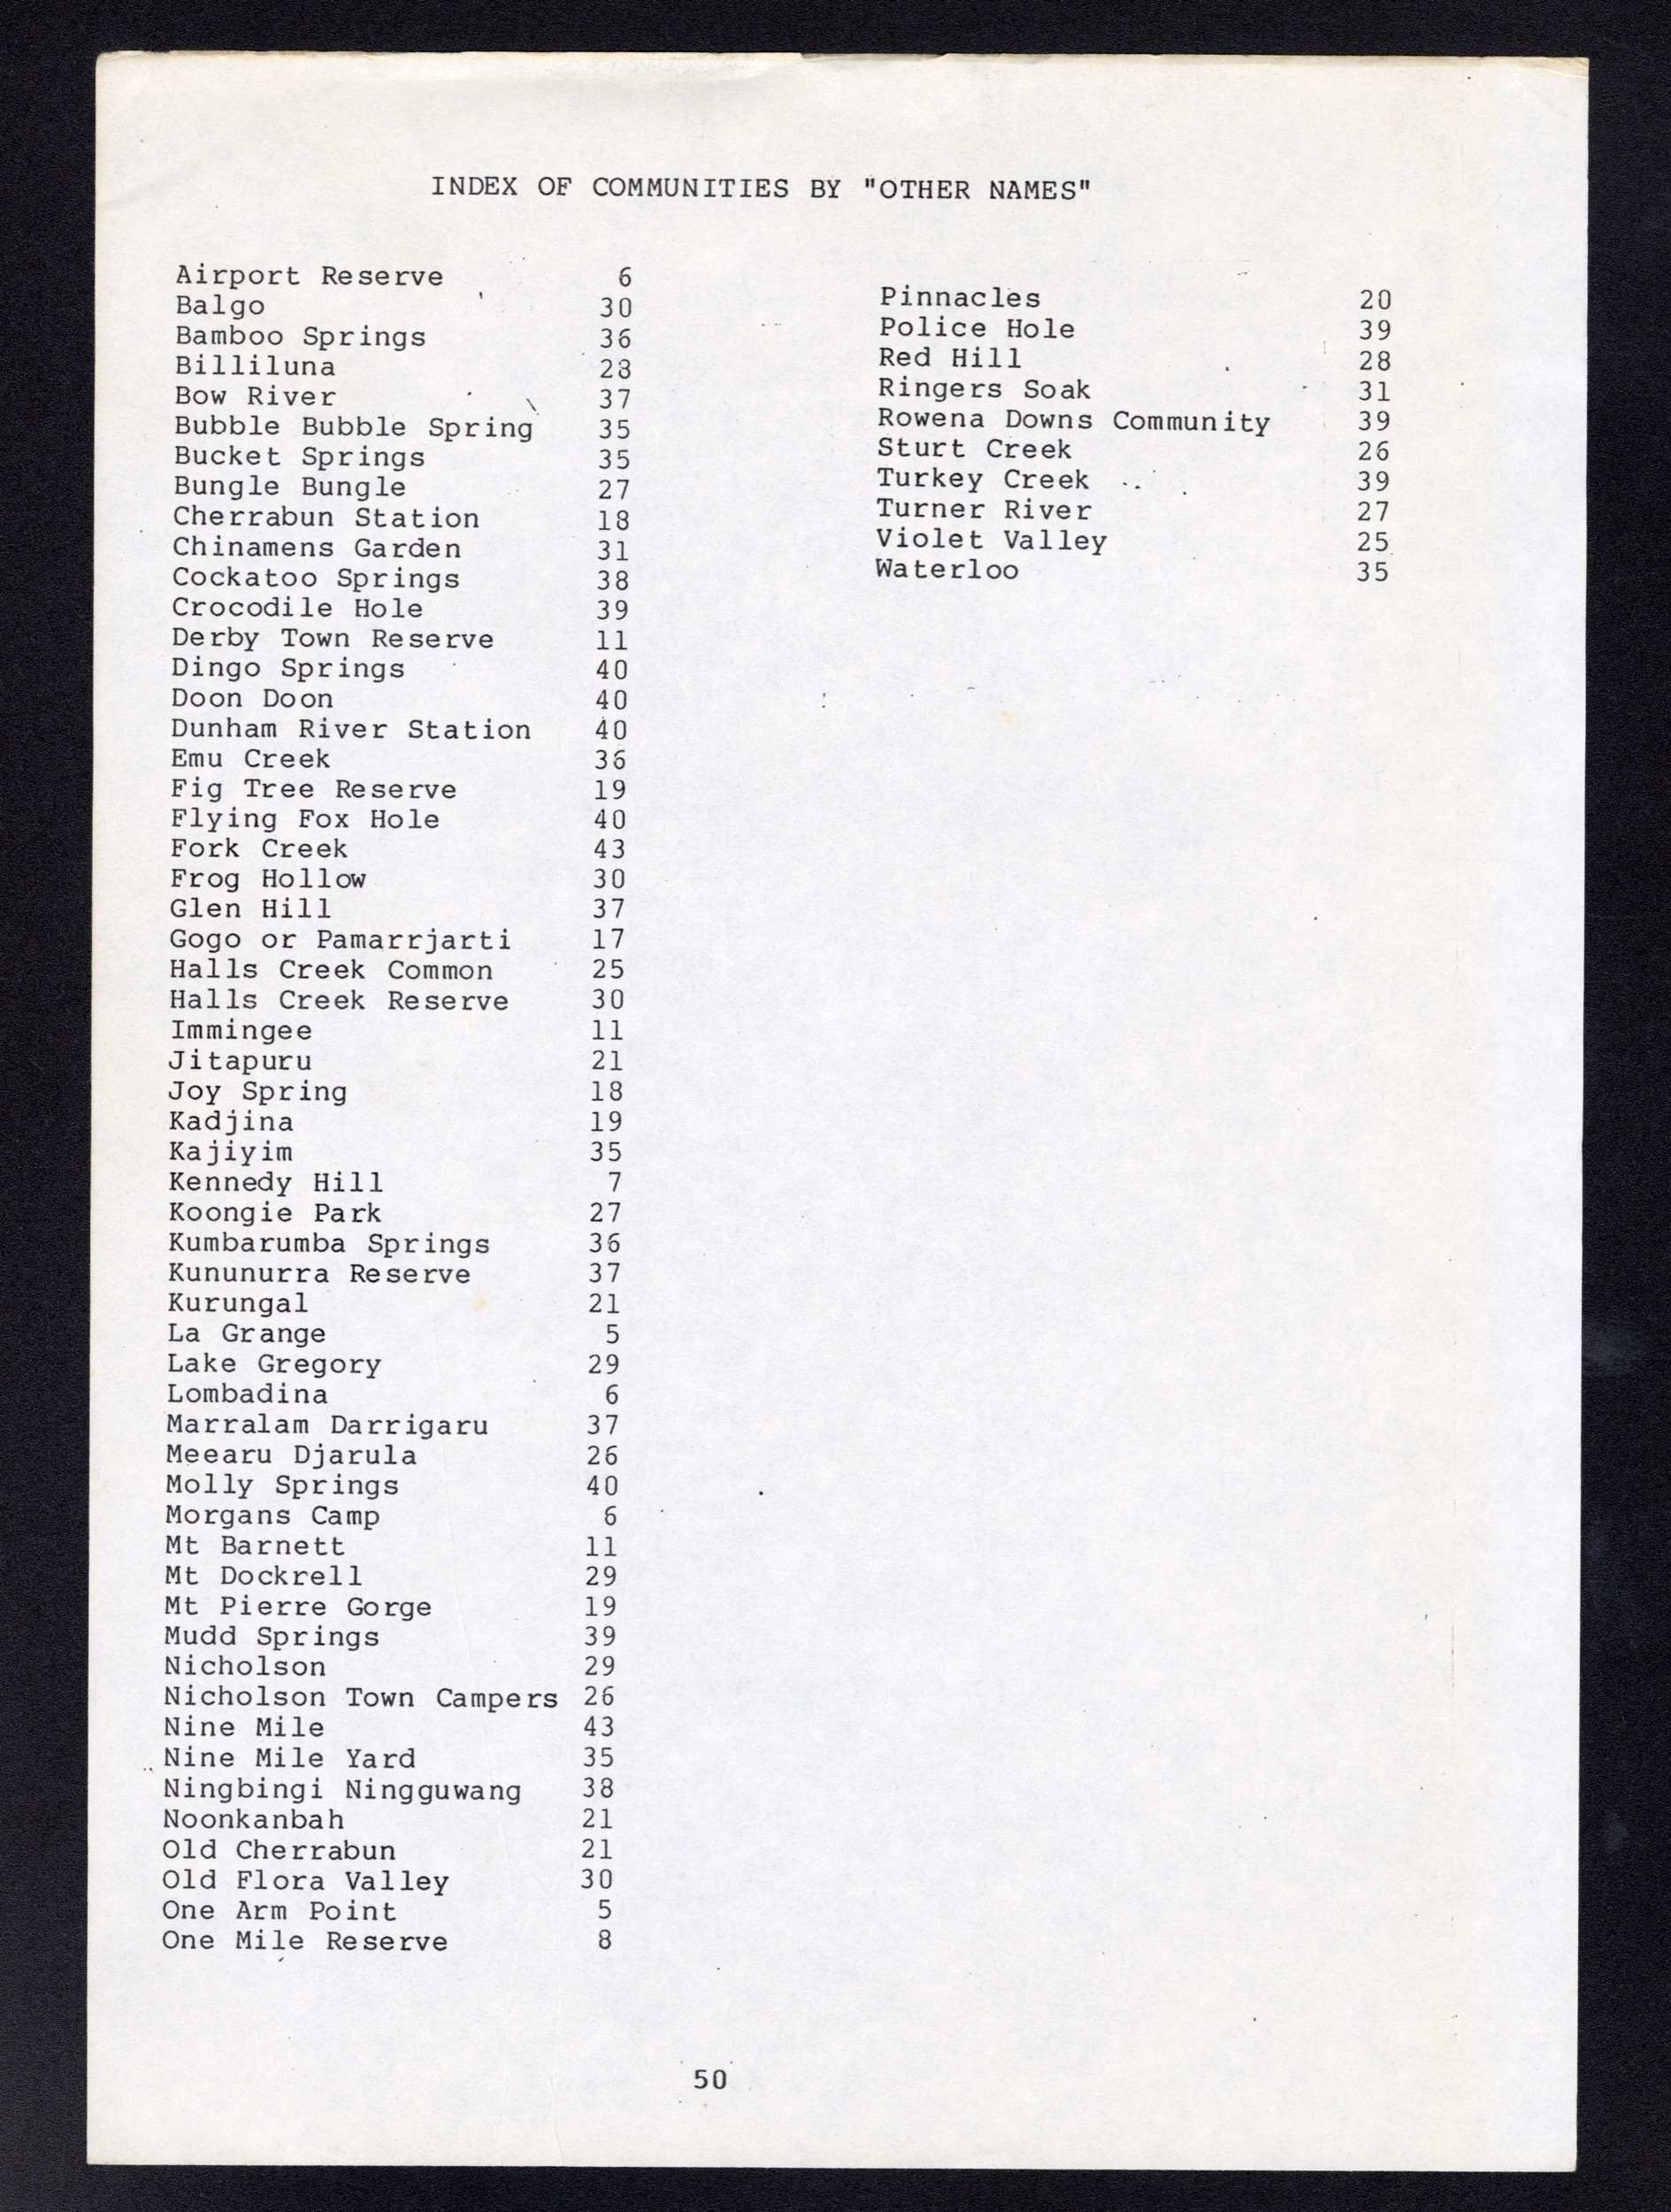 INDEX OF COMMUNITIES BY "OTHER NAMES"
Airport Reserve 6
Balgo 30
Bamboo Springs 36
Billiluna 28
Bow River 37
Bubble Bubble Spring 35
Bucket Springs 35
Bungle Bungle 27
Cherrabun Station 18
Chinamens Garden 31
Cockatoo Springs 38
Crocodile Hole 39
Derby Town Reserve 11
Dingo Springs 40
Doon Doon 40
Dunham River Station 40
Emu Creek 36
Fig Tree Reserve 19
Flying Fox Hole 40
Fork Creek 43
Frog Hollow 30
Glen Hill 37
Gogo or Pamarrjarti 17
Halls Creek Common 25
Halls Creek Reserve 30
Immingee 11
Jitapuru 21
Joy Spring 18
Kadjina 19
Kajiyim 35
Kennedy Hill 7
Koongie Park 27
Kumbarumba Springs 36
Kununurra Reserve 37
Kurungal 21
La Grange 5
Lake Gregory 29
Lombadina 6
Marralam Darrigaru 37
Meearu Djarula 26
Molly Springs 40
Morgans Camp 6
Mt Barnett 11
Mt Dockrell 29
Mt Pierre Gorge 19
Mudd Springs 39
Nicholson 29
Nicholson Town Campers 26
Nine Mile 43
Nine Mile Yard 35
Ningbingi Ningguwang 38
Noonkanbah 21
Old Cherrabun 21
Old Flora Valley 30
One Arm Point 5
One Mile Reserve 8
Pinnacles 20
Police Hole 39
Red Hill 28
Ringers Soak 31
Rowena Downs Community 39
Sturt Creek 26
Turkey Creek 39
Turner River 27
Violet Valley 25
Waterloo 35
50